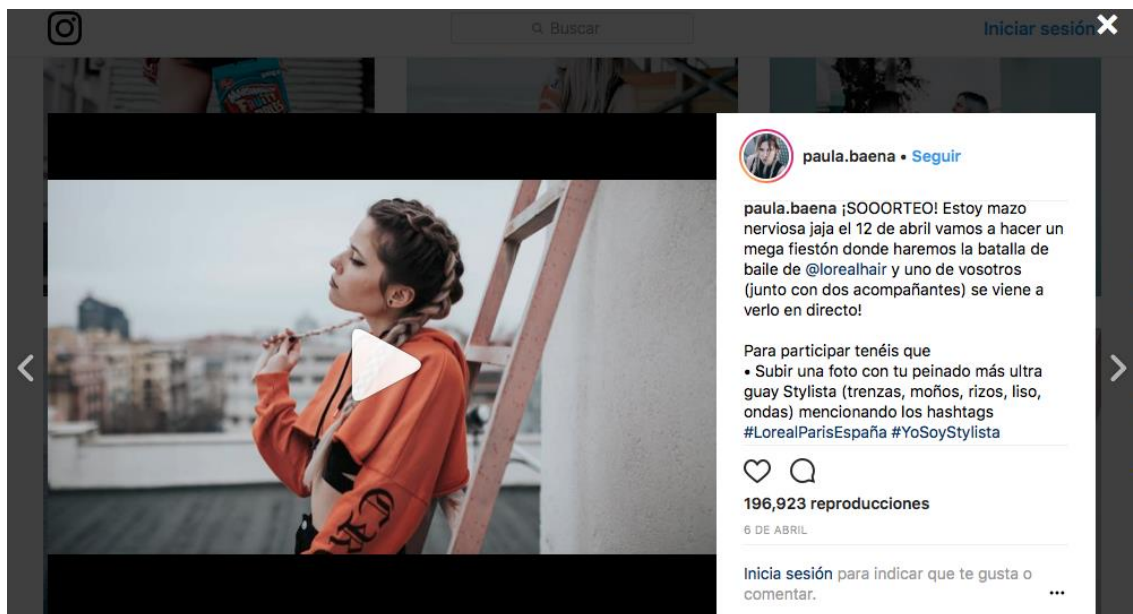 Buscar
Iniciar sesión
FRUITY
paula.baena • Seguir
paula.baena ¡SOOORTEO! Estoy mazo
nerviosa jaja el 12 de abril vamos a hacer un
mega fiestón donde haremos la batalla de
baile de @lorealhair y uno de vosotros
(junto con dos acompañantes) se viene a
verlo en directo!
Para participar tenéis que
• Subir una foto con tu peinado más ultra
guay Stylista (trenzas, moños, rizos, liso,
ondas) mencionando los hashtags
#LorealParisEspaña #YoSoyStylista
196,923 reproducciones
6 DE ABRIL
Inicia sesión para indicar que te gusta o
comentar.